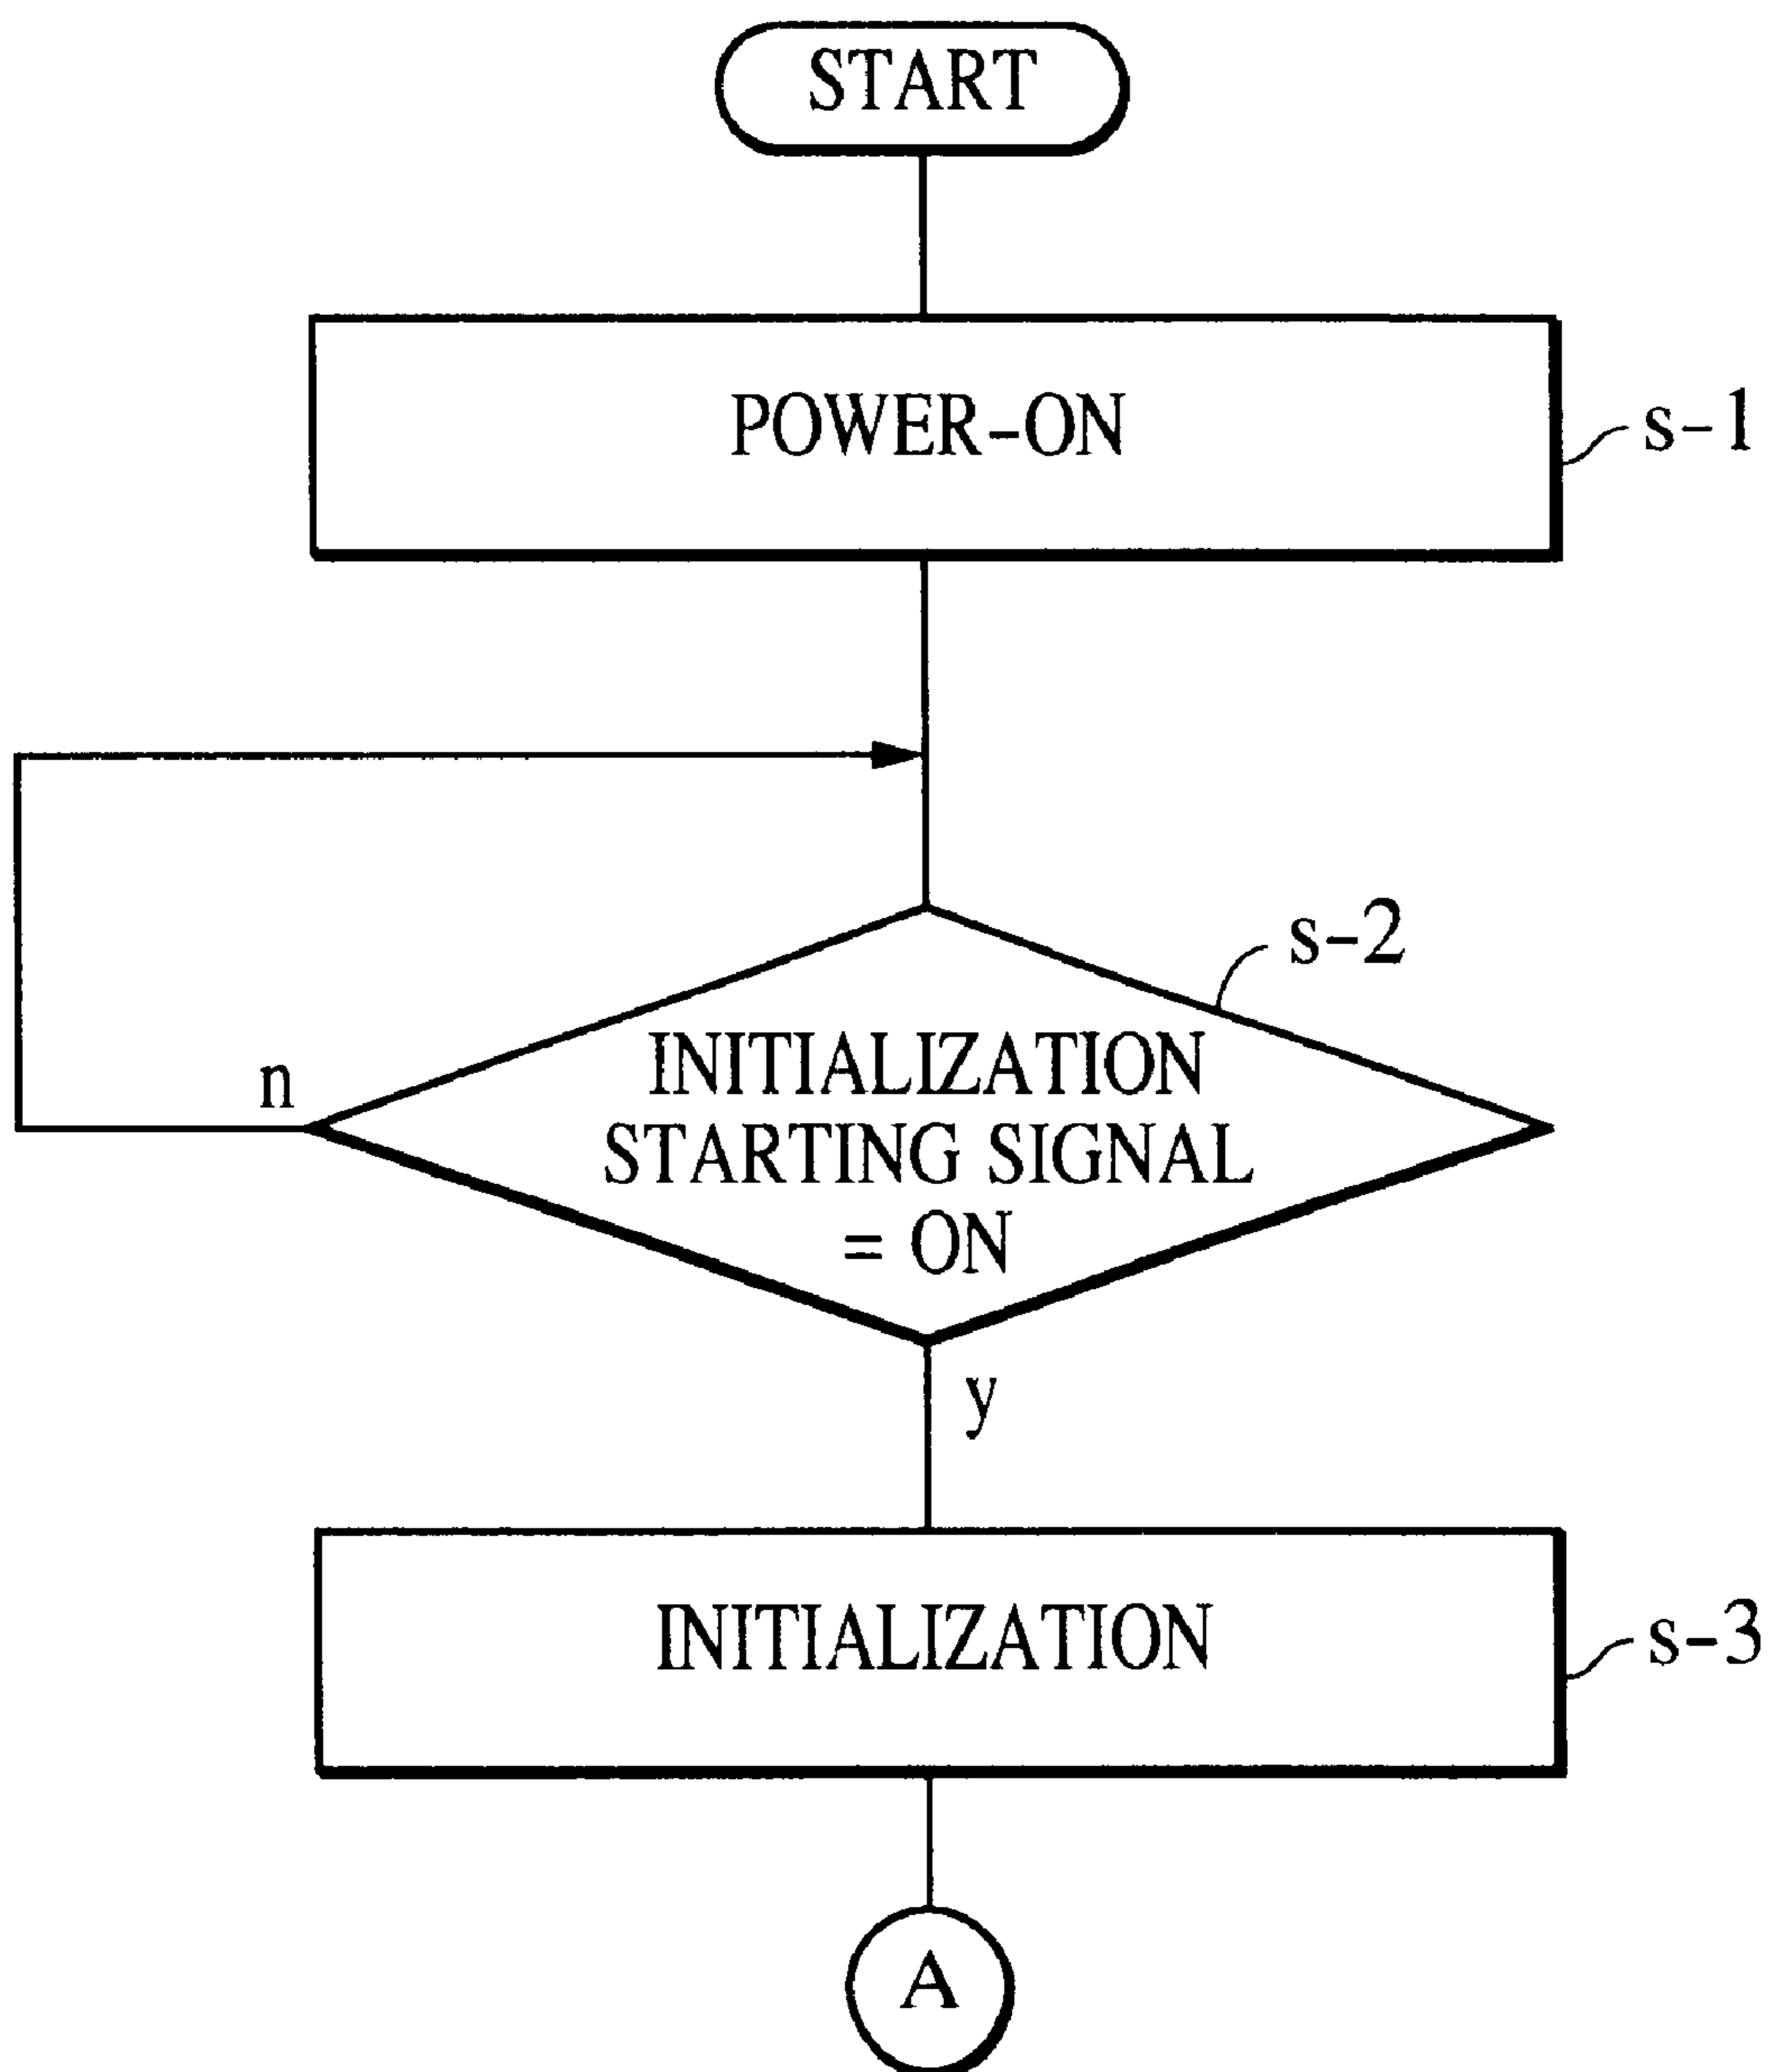 START
POWER-ON
s-1
s-2
INITIALIZATION
STARTING SIGNAL
= ON
n
y
INITIALIZATION
s-3
A